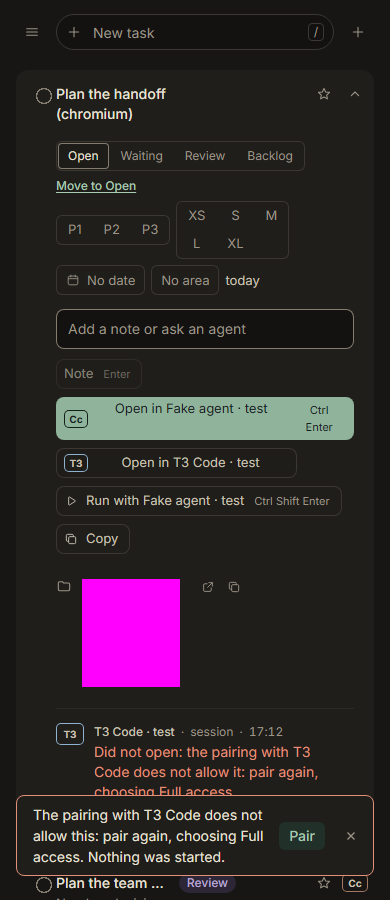 New task /
Plan the handoff
(chromium)
Open Waiting Review Backlog
Move to Open
P1 P2 P3
XS S M
L XL
No date No area today
Add a note or ask an agent
Note Enter
Cc Open in Fake agent · test Ctrl Enter
T3 Open in T3 Code · test
Run with Fake agent · test Ctrl Shift Enter
Copy
T3 T3 Code · test · session · 17:12
Did not open: the pairing with T3
Code does not allow it: pair again,
choosing Full access.
The pairing with T3 Code does not
allow this: pair again, choosing Full
access. Nothing was started.
Pair
Plan the team ... Review Cc